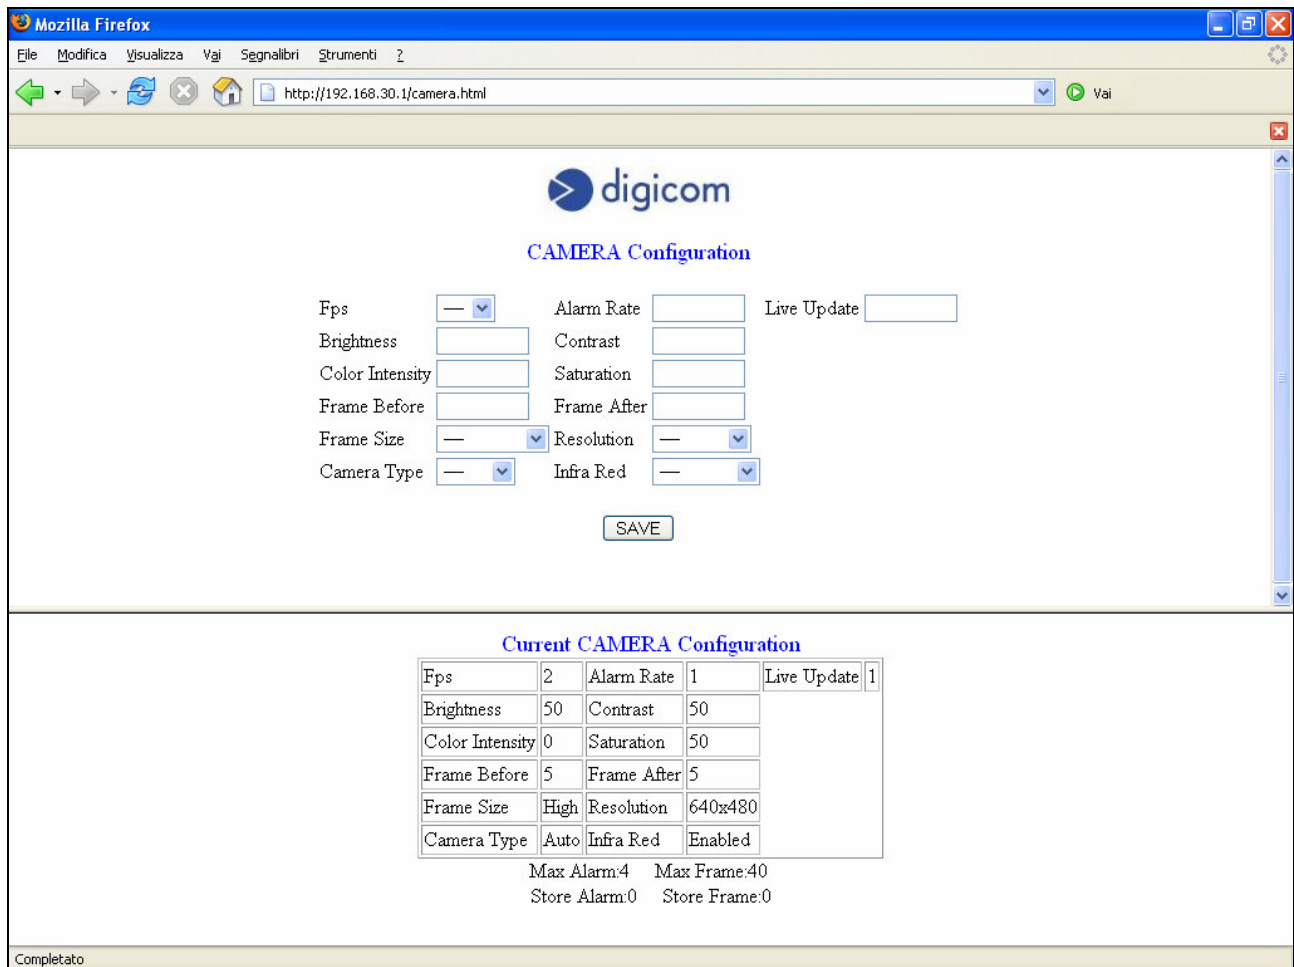 Mozilla Firefox
File Modifica Visualizza Vai Segnalibri Strumenti ?
http://192.168.30.1/camera.html Vai
digicom
CAMERA Configuration
Fps — Alarm Rate Live Update
Brightness Contrast
Color Intensity Saturation
Frame Before Frame After
Frame Size — Resolution —
Camera Type — Infra Red —
SAVE
Current CAMERA Configuration
Fps 2 Alarm Rate 1 Live Update 1
Brightness 50 Contrast 50
Color Intensity 0 Saturation 50
Frame Before 5 Frame After 5
Frame Size High Resolution 640x480
Camera Type Auto Infra Red Enabled
Max Alarm:4 Max Frame:40
Store Alarm:0 Store Frame:0
Completato